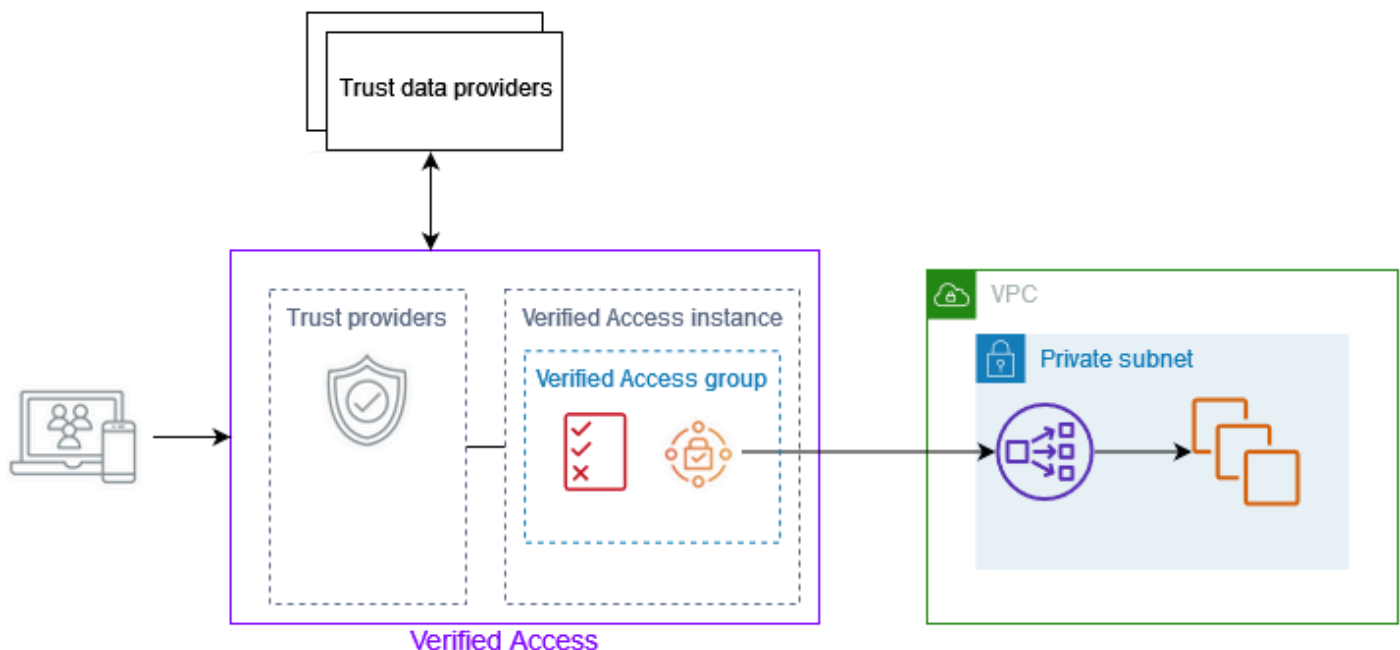 Trust data providers
Trust providers
Verified Access instance
Verified Access group
VPC
Private subnet
Verified Access